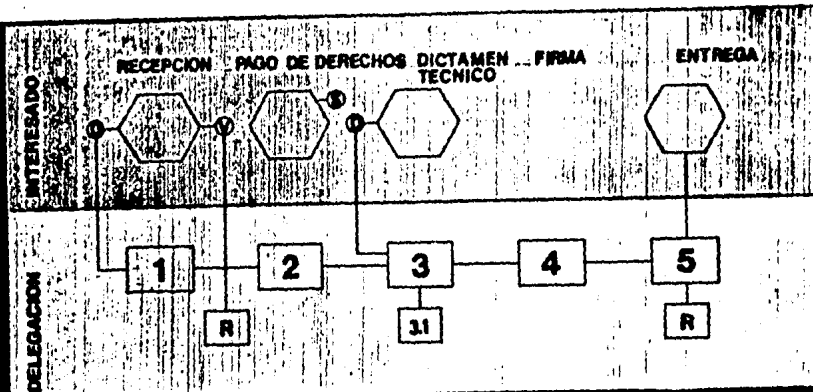 RECEPCION PAGO DE DERECHOS DICTAMEN TECNICO FIRMA ENTREGA
INTERESADO
DELEGACION
1 2 3 4 5
R 3.1 R